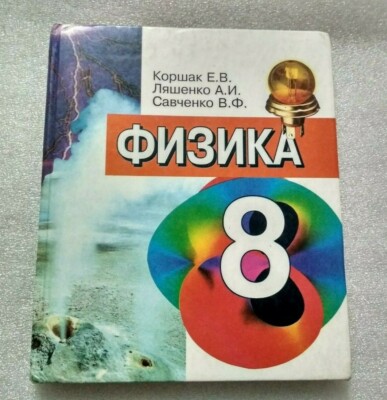 Коршак Е.В.
Ляшенко А.И.
Савченко В.Ф.
ФИЗИКА
8